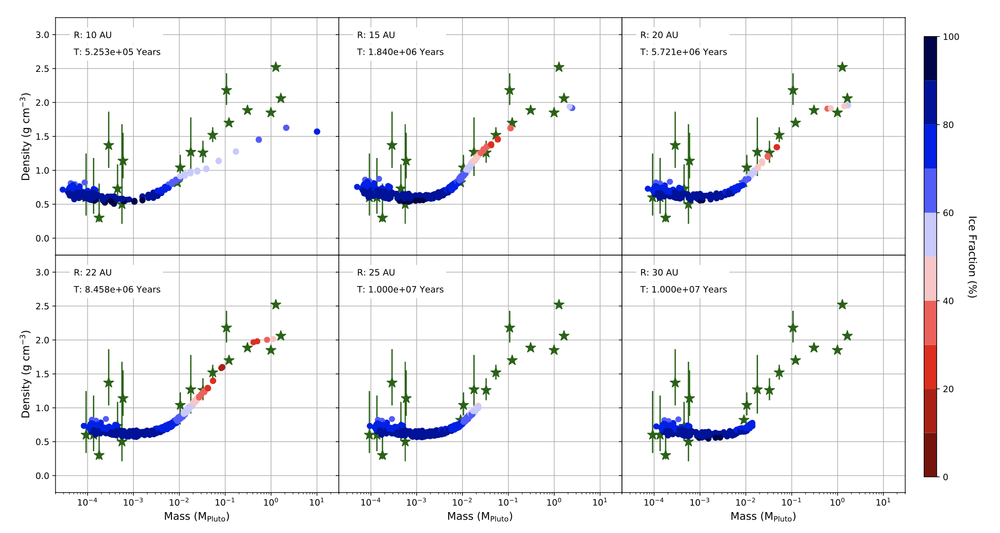 R: 10 AU
T: 5.253e+05 Years
R: 15 AU
T: 1.840e+06 Years
R: 20 AU
T: 5.721e+06 Years
3.0
2.5
2.0
1.5
1.0
0.5
0.0
Density (g cm⁻³)
R: 22 AU
T: 8.458e+06 Years
R: 25 AU
T: 1.000e+07 Years
R: 30 AU
T: 1.000e+07 Years
3.0
2.5
2.0
1.5
1.0
0.5
0.0
Density (g cm⁻³)
10⁻⁴ 10⁻³ 10⁻² 10⁻¹ 10⁰ 10¹
10⁻⁴ 10⁻³ 10⁻² 10⁻¹ 10⁰ 10¹
10⁻⁴ 10⁻³ 10⁻² 10⁻¹ 10⁰ 10¹
Mass (M_Pluto)
Mass (M_Pluto)
Mass (M_Pluto)
100
80
60
40
20
0
Ice Fraction (%)